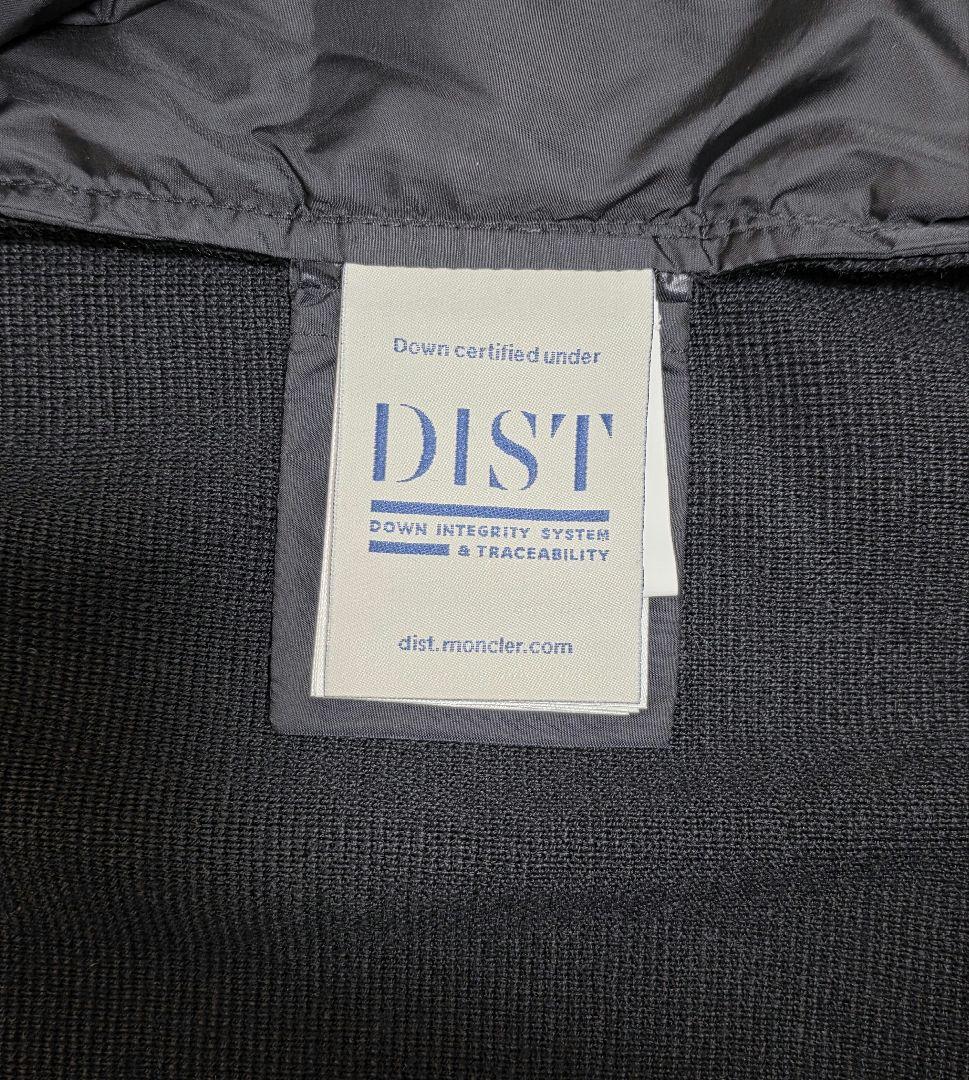 Down certified under
DIST
DOWN INTEGRITY SYSTEM
& TRACEABILITY
dist.moncler.com